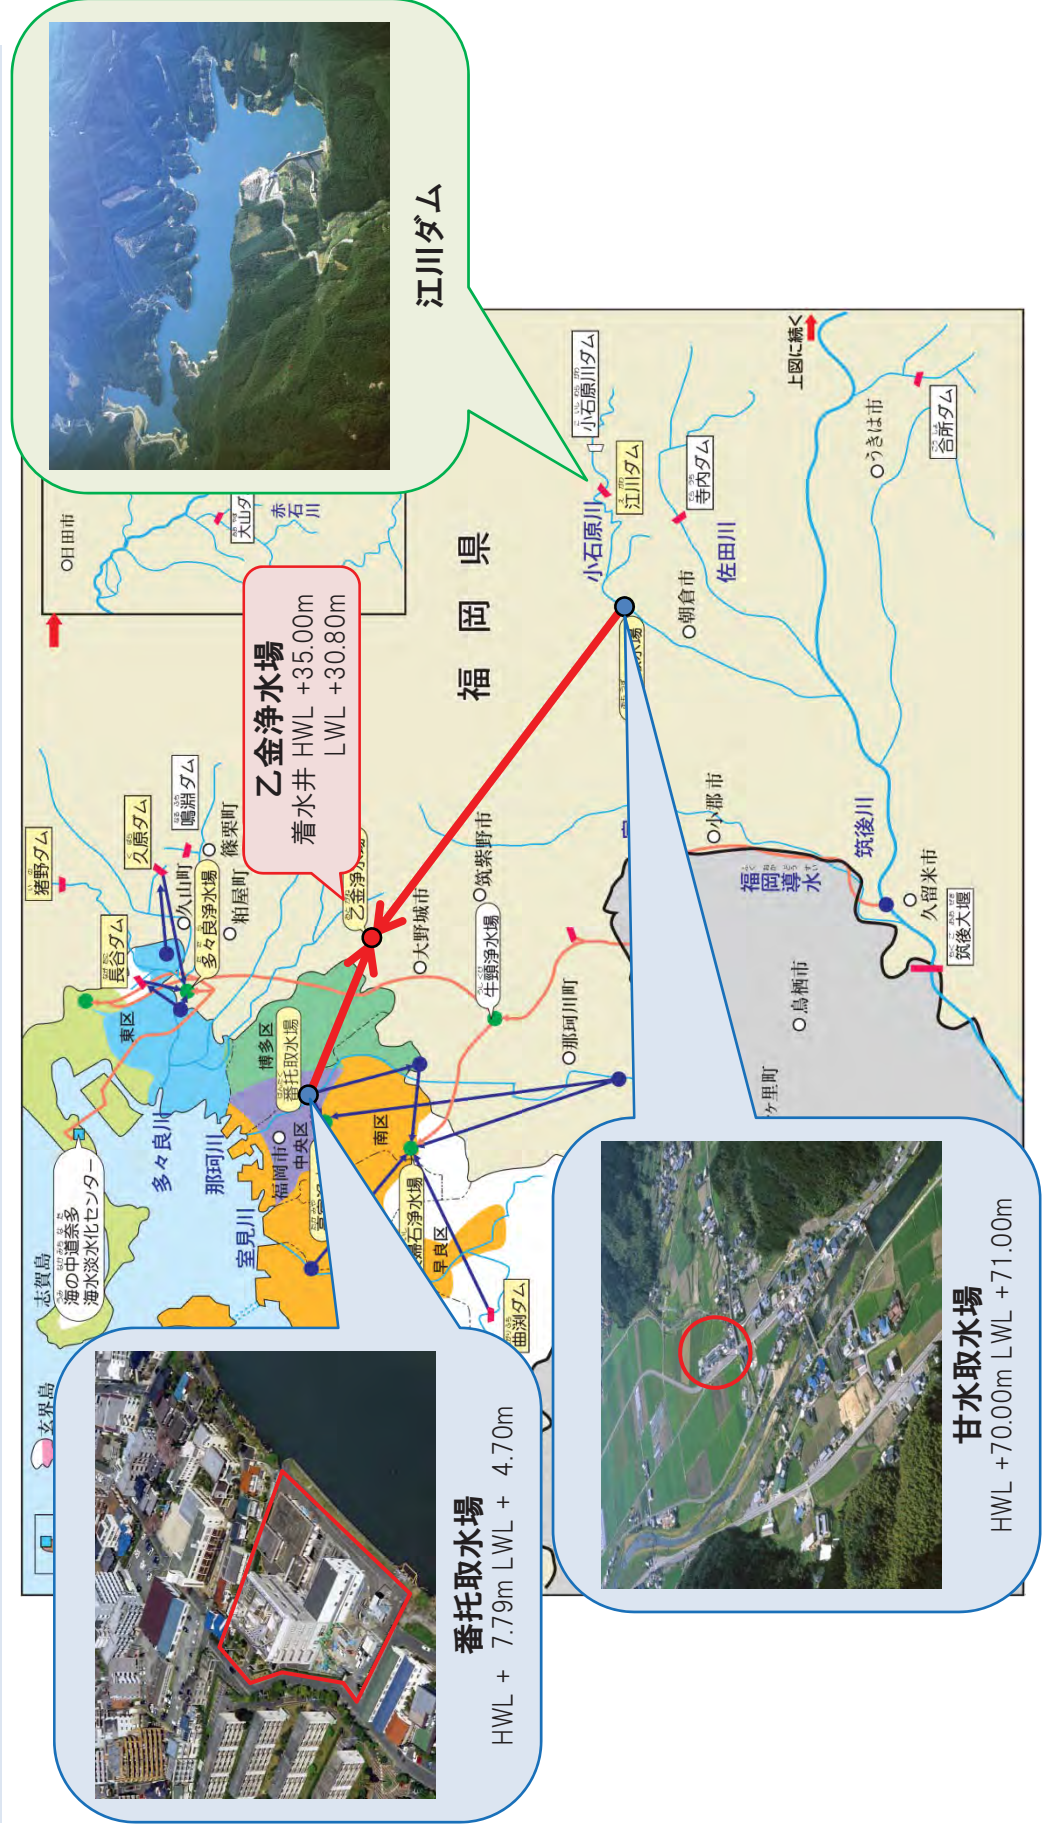 江川ダム
乙金浄水場
着水井 HWL +35.00m
LWL +30.80m
番托取水場
HWL + 7.79m LWL + 4.70m
甘水取水場
HWL +70.00m LWL +71.00m
福岡県
日田市
大山ダ
赤石川
上図に続く
小石原川ダム
江川ダム
小石原川
寺内ダム
佐田川
朝倉市
うきは市
合所ダム
筑後川
小郡市
福岡導水
久留米市
筑後大堰
鳥栖市
ヶ里町
猪野ダム
久原ダム
鳴淵ダム
篠栗町
久山町
多々良浄水場
粕屋町
長谷ダム
東区
博多区
番托取水場
乙金浄水場
大野城市
筑紫野市
牛頸浄水場
那珂川町
多々良川
那珂川
室見川
福岡市
中央区
南区
早良区
曲渕ダム
志賀島
海の中道奈多
海水淡水化センター
玄界島